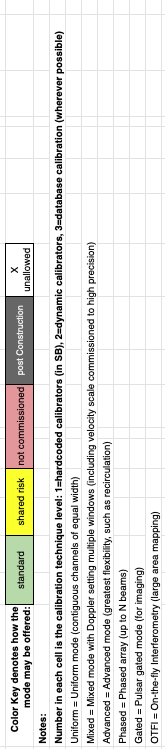 Color Key denotes how the
mode may be offered:
standard
shared risk
not commissioned
post Construction
X
unallowed
Notes:
Number in each cell is the calibration technique level: 1=hardcoded calibrators (in SB), 2=dynamic calibrators, 3=database calibration (wherever possible)
Uniform = Uniform mode (contiguous channels of equal width)
Mixed = Mixed mode with Doppler setting multiple windows (including velocity scale commissioned to high precision)
Advanced = Advanced mode (greatest flexibility, such as recirculation)
Phased = Phased array (up to N beams)
Gated = Pulsar gated mode (for imaging)
OTFI = On-the-fly Interferometry (large area mapping)